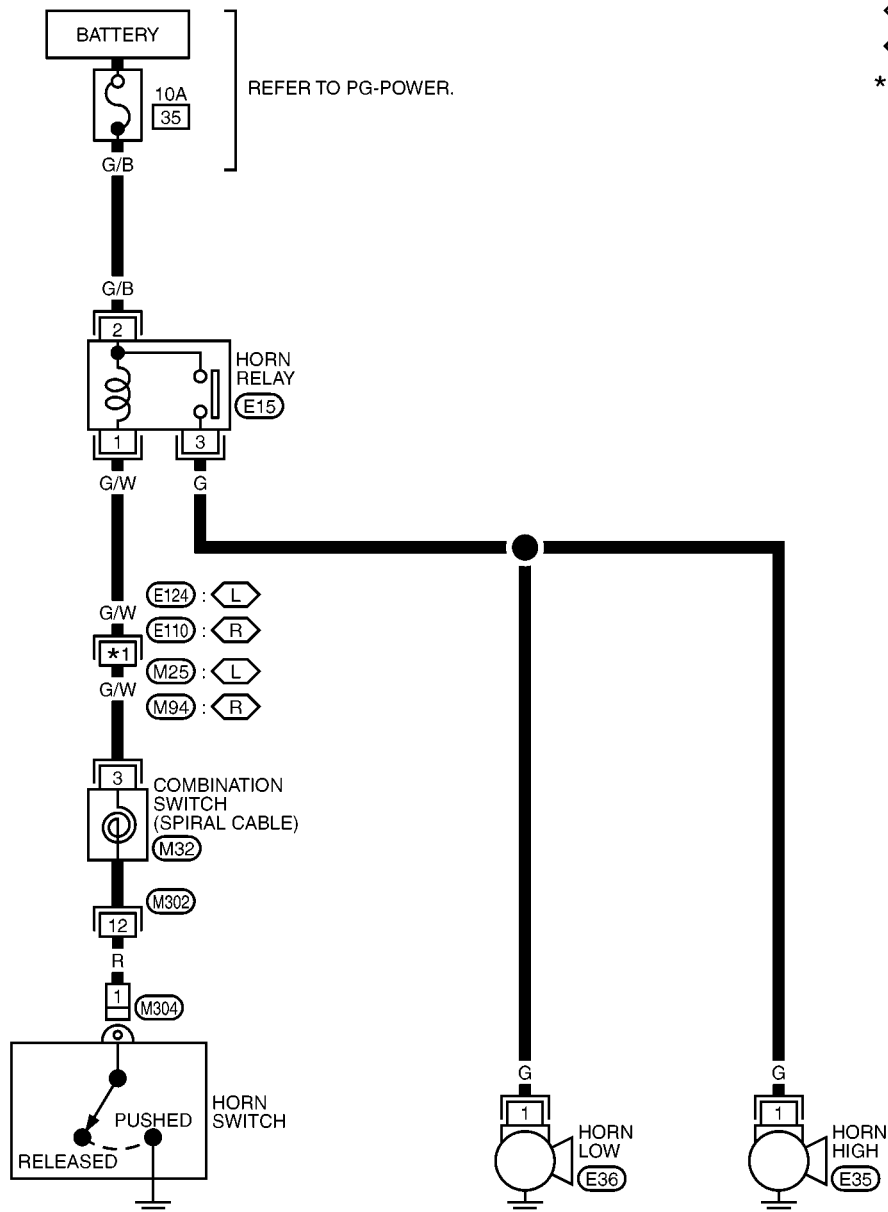 BATTERY
10A
35
REFER TO PG-POWER.
*
G/B
G/B
2
HORN
RELAY
E15
1
3
G/W
G
G/W
E124 : L
E110 : R
*1
M25 : L
G/W
M94 : R
3
COMBINATION
SWITCH
(SPIRAL CABLE)
M32
M302
12
R
1
M304
HORN
SWITCH
PUSHED
RELEASED
G
1
HORN
LOW
E36
G
1
HORN
HIGH
E35